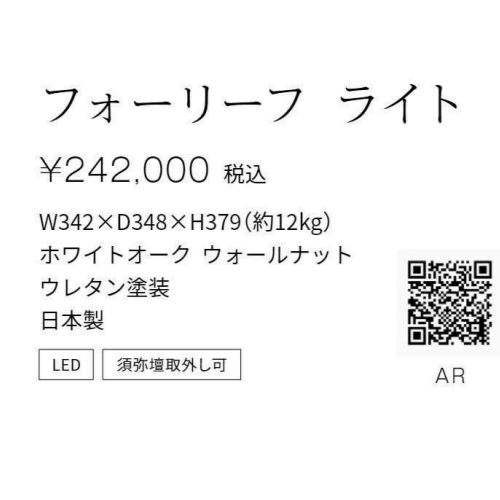 フォーリーフ ライト
¥242,000 税込
W342×D348×H379（約12kg）
ホワイトオーク ウォールナット
ウレタン塗装
日本製
LED 須弥壇取外し可
AR